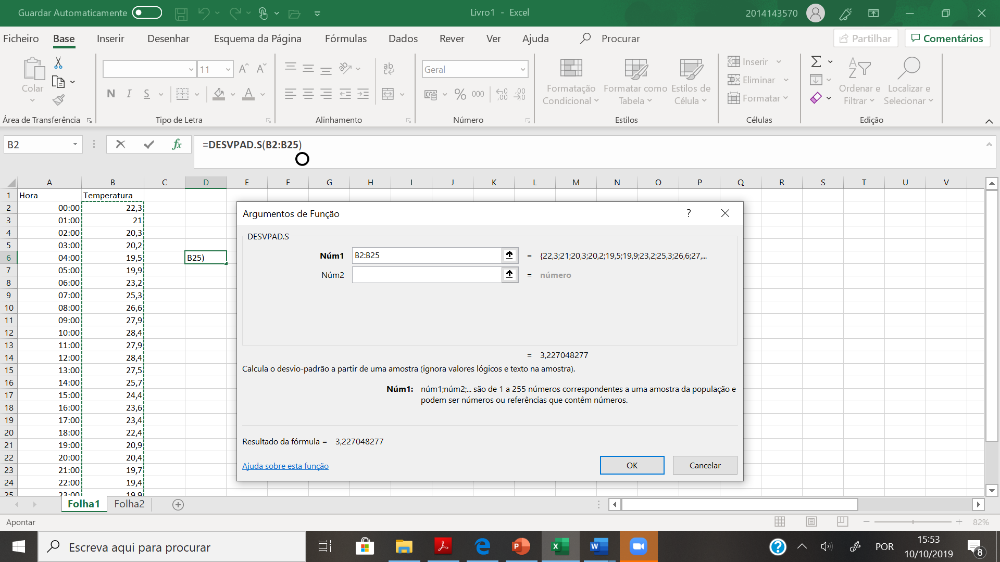 Guardar Automaticamente
Livro1 - Excel
2014143570
Ficheiro Base Inserir Desenhar Esquema da Página Fórmulas Dados Rever Ver Ajuda Procurar
Partilhar Comentários
Colar
11
N I S
A
ab
Geral
% 000
Formatação Condicional
Formatar como Tabela
Estilos de Célula
Inserir
Eliminar
Formatar
Ordenar e Filtrar
Localizar e Selecionar
Área de Transferência Tipo de Letra Alinhamento Número Estilos Células Edição
B2 fx =DESVPAD.S(B2:B25)
A B C D E F G H I J K L M N O P Q R S T U V
1 Hora Temperatura
2 00:00 22,3
3 01:00 21
4 02:00 20,3
5 03:00 20,2
6 04:00 19,5 B25)
7 05:00 19,9
8 06:00 23,2
9 07:00 25,3
10 08:00 26,6
11 09:00 27,9
12 10:00 28,4
13 11:00 27,9
14 12:00 28,4
15 13:00 27,5
16 14:00 25,7
17 15:00 24,4
18 16:00 23,6
19 17:00 23,4
20 18:00 22,4
21 19:00 20,9
22 20:00 20,4
23 21:00 19,7
24 22:00 19,4
25 23:00 19,9
Argumentos de Função ?
DESVPAD.S
Núm1 B2:B25 = {22,3;21;20,3;20,2;19,5;19,9;23,2;25,3;26,6;27,...
Núm2 = número
= 3,227048277
Calcula o desvio-padrão a partir de uma amostra (ignora valores lógicos e texto na amostra).
Núm1: núm1;núm2;... são de 1 a 255 números correspondentes a uma amostra da população e
podem ser números ou referências que contêm números.
Resultado da fórmula = 3,227048277
Ajuda sobre esta função
OK Cancelar
Folha1 Folha2
Apontar
82%
Escreva aqui para procurar
POR
15:53
10/10/2019
8